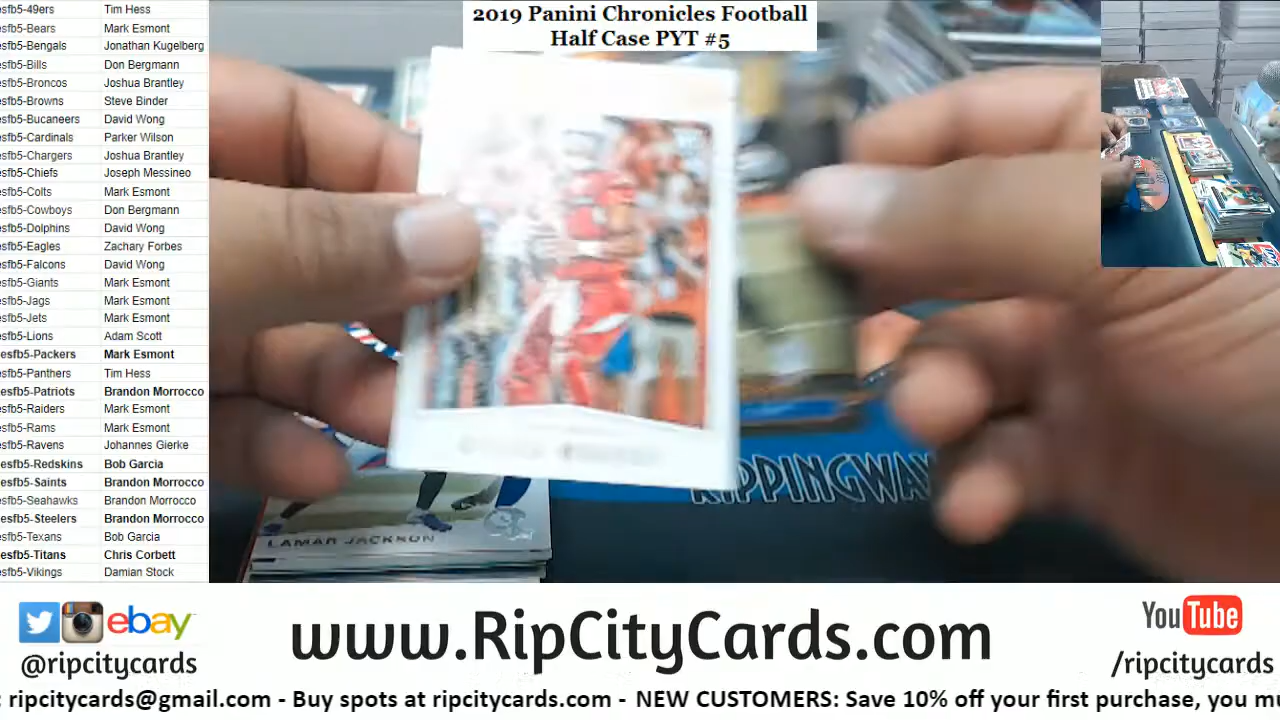 2019 Panini Chronicles Football
Half Case PYT #5
esfb5-49ers Tim Hess
esfb5-Bears Mark Esmont
esfb5-Bengals Jonathan Kugelberg
esfb5-Bills Don Bergmann
esfb5-Broncos Joshua Brantley
esfb5-Browns Steve Binder
esfb5-Bucaneers David Wong
esfb5-Cardinals Parker Wilson
esfb5-Chargers Joshua Brantley
esfb5-Chiefs Joseph Messineo
esfb5-Colts Mark Esmont
esfb5-Cowboys Don Bergmann
esfb5-Dolphins David Wong
esfb5-Eagles Zachary Forbes
esfb5-Falcons David Wong
esfb5-Giants Mark Esmont
esfb5-Jags Mark Esmont
esfb5-Jets Mark Esmont
esfb5-Lions Adam Scott
esfb5-Packers Mark Esmont
esfb5-Panthers Tim Hess
esfb5-Patriots Brandon Morrocco
esfb5-Raiders Mark Esmont
esfb5-Rams Mark Esmont
esfb5-Ravens Johannes Gierke
esfb5-Redskins Bob Garcia
esfb5-Saints Brandon Morrocco
esfb5-Seahawks Brandon Morrocco
esfb5-Steelers Brandon Morrocco
esfb5-Texans Bob Garcia
esfb5-Titans Chris Corbett
esfb5-Vikings Damian Stock
RIPPINGWA
LAMAR JACKSON
ebay
@ripcitycards
www.RipCityCards.com
YouTube
/ripcitycards
: ripcitycards@gmail.com - Buy spots at ripcitycards.com - NEW CUSTOMERS: Save 10% off your first purchase, you mu